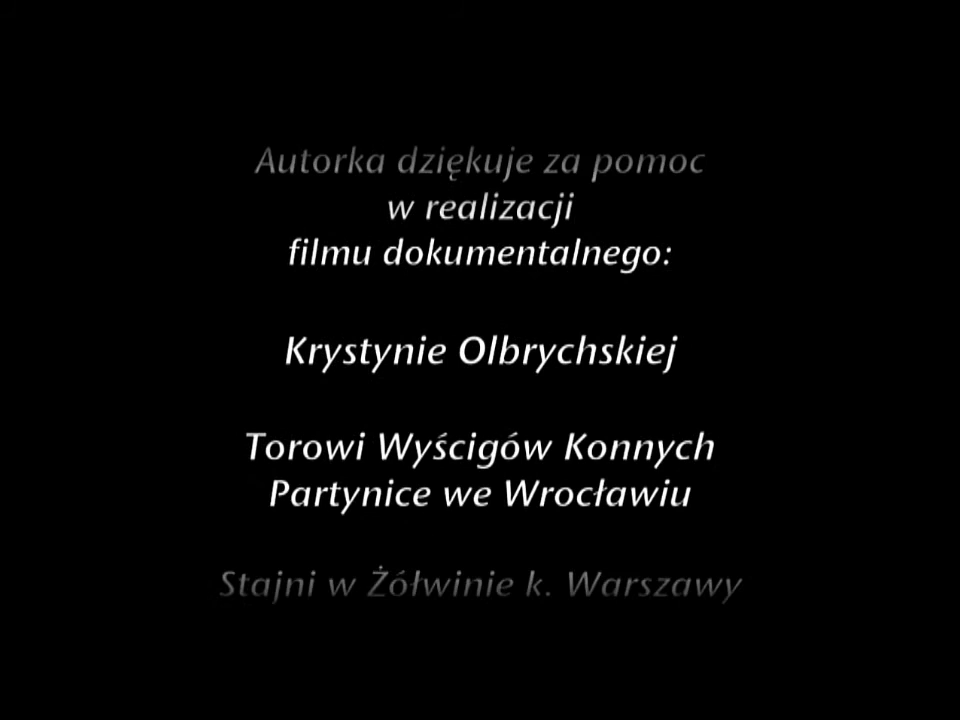 Autorka dziękuje za pomoc
w realizacji
filmu dokumentalnego:
Krystynie Olbrychskiej
Torowi Wyścigów Konnych
Partynice we Wrocławiu
Stajni w Żółwinie k. Warszawy